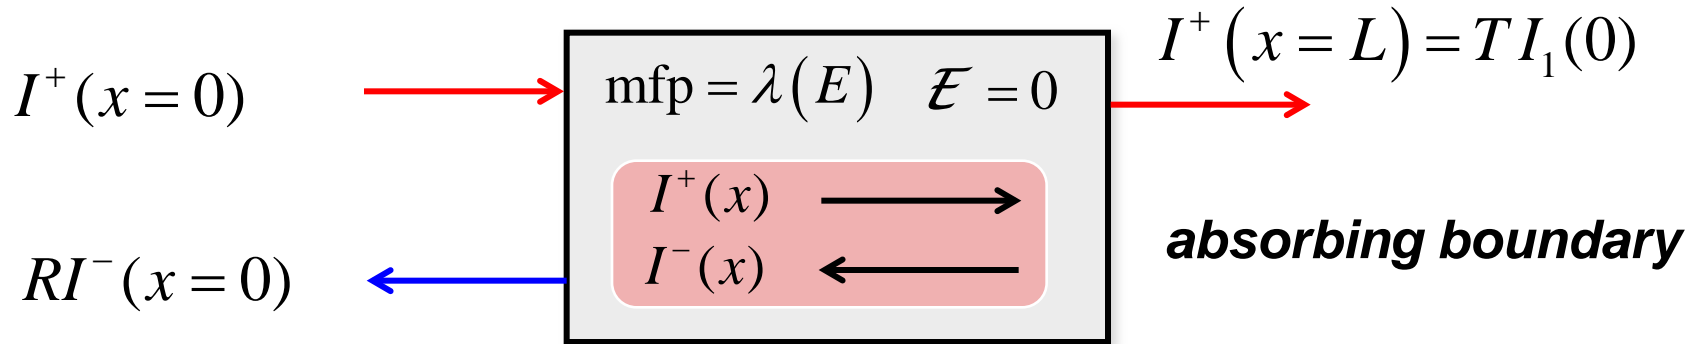 I⁺(x = 0)
mfp = λ(E) ℰ = 0
I⁺(x = L) = T I₁(0)
I⁺(x)
I⁻(x)
RI⁻(x = 0)
absorbing boundary